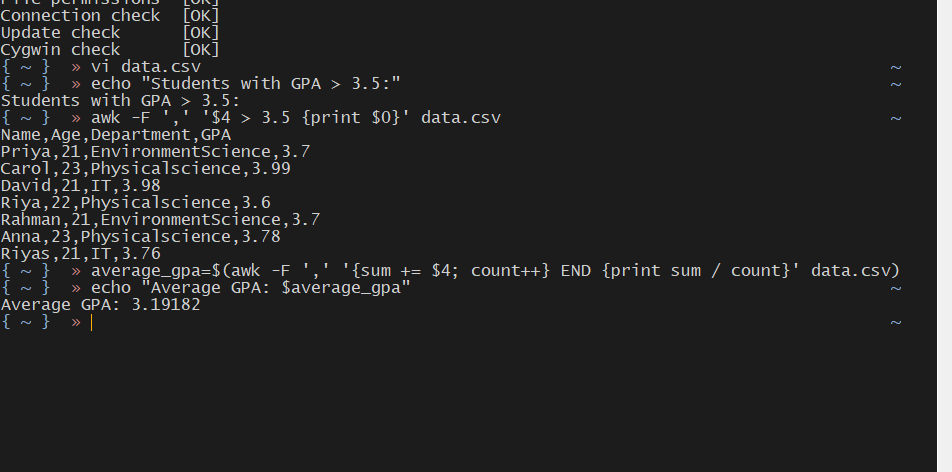 File permissions [OK]
Connection check [OK]
Update check [OK]
Cygwin check [OK]
{ ~ } » vi data.csv ~
{ ~ } » echo "Students with GPA > 3.5:" ~
Students with GPA > 3.5:
{ ~ } » awk -F ',' '$4 > 3.5 {print $0}' data.csv ~
Name,Age,Department,GPA
Priya,21,EnvironmentScience,3.7
Carol,23,Physicalscience,3.99
David,21,IT,3.98
Riya,22,Physicalscience,3.6
Rahman,21,EnvironmentScience,3.7
Anna,23,Physicalscience,3.78
Riyas,21,IT,3.76
{ ~ } » average_gpa=$(awk -F ',' '{sum += $4; count++} END {print sum / count}' data.csv)
{ ~ } » echo "Average GPA: $average_gpa" ~
Average GPA: 3.19182
{ ~ } » ~